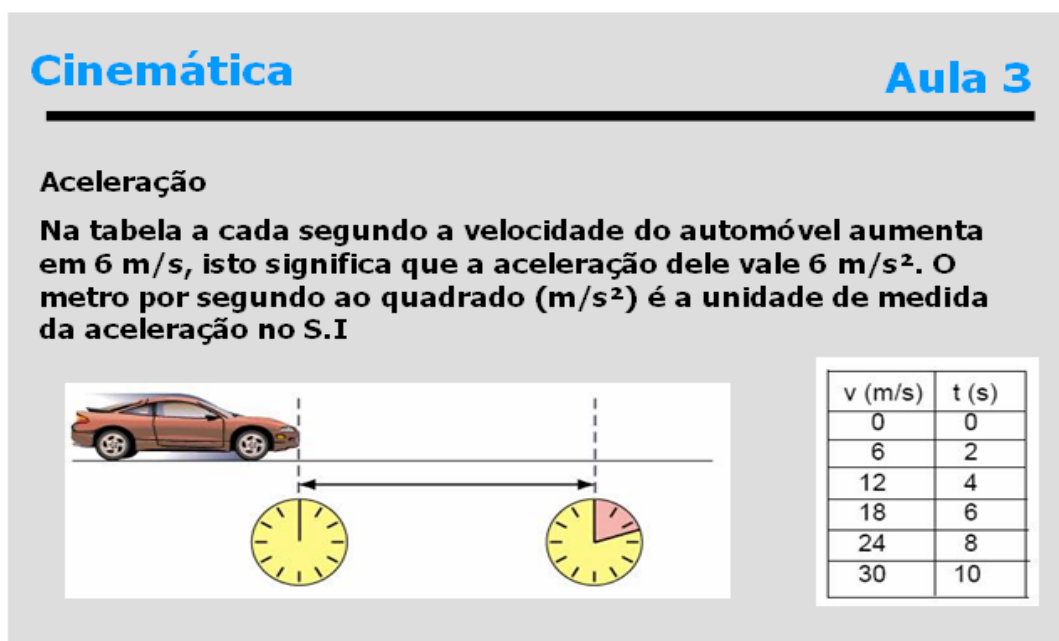 Cinemática
Aula 3
Aceleração
Na tabela a cada segundo a velocidade do automóvel aumenta
em 6 m/s, isto significa que a aceleração dele vale 6 m/s². O
metro por segundo ao quadrado (m/s²) é a unidade de medida
da aceleração no S.I
v (m/s) t (s)
0 0
6 2
12 4
18 6
24 8
30 10